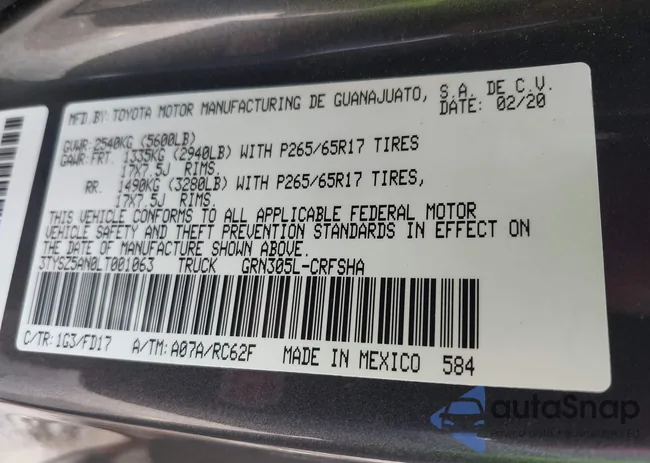 MFD.BY: TOYOTA MOTOR MANUFACTURING DE GUANAJUATO, S.A. DE C.V.
DATE: 02/20
GVWR: 2540KG (5600LB)
GAWR: FRT. 1335KG (2940LB) WITH P265/65R17 TIRES
17X7.5J RIMS.
RR. 1490KG (3280LB) WITH P265/65R17 TIRES,
17X7.5J RIMS.
THIS VEHICLE CONFORMS TO ALL APPLICABLE FEDERAL MOTOR
VEHICLE SAFETY AND THEFT PREVENTION STANDARDS IN EFFECT ON
THE DATE OF MANUFACTURE SHOWN ABOVE.
3TYSZ5AN0LT001063 TRUCK GRN305L-CRFSHA
C/TR: 1G3/FD17 A/TM: A07A/RC62F MADE IN MEXICO 584
autoSnap